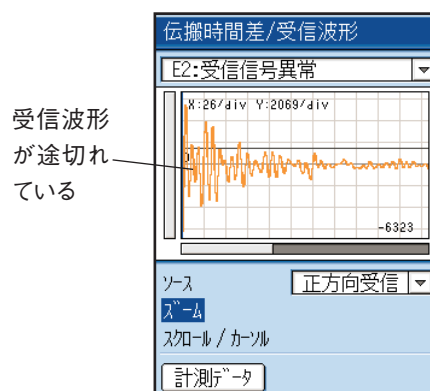 伝搬時間差/受信波形
E2:受信信号異常
X:26/div Y:2069/div
0
-6323
受信波形
が途切れ
ている
ソース
正方向受信
ズーム
スクロール / カーソル
計測データ